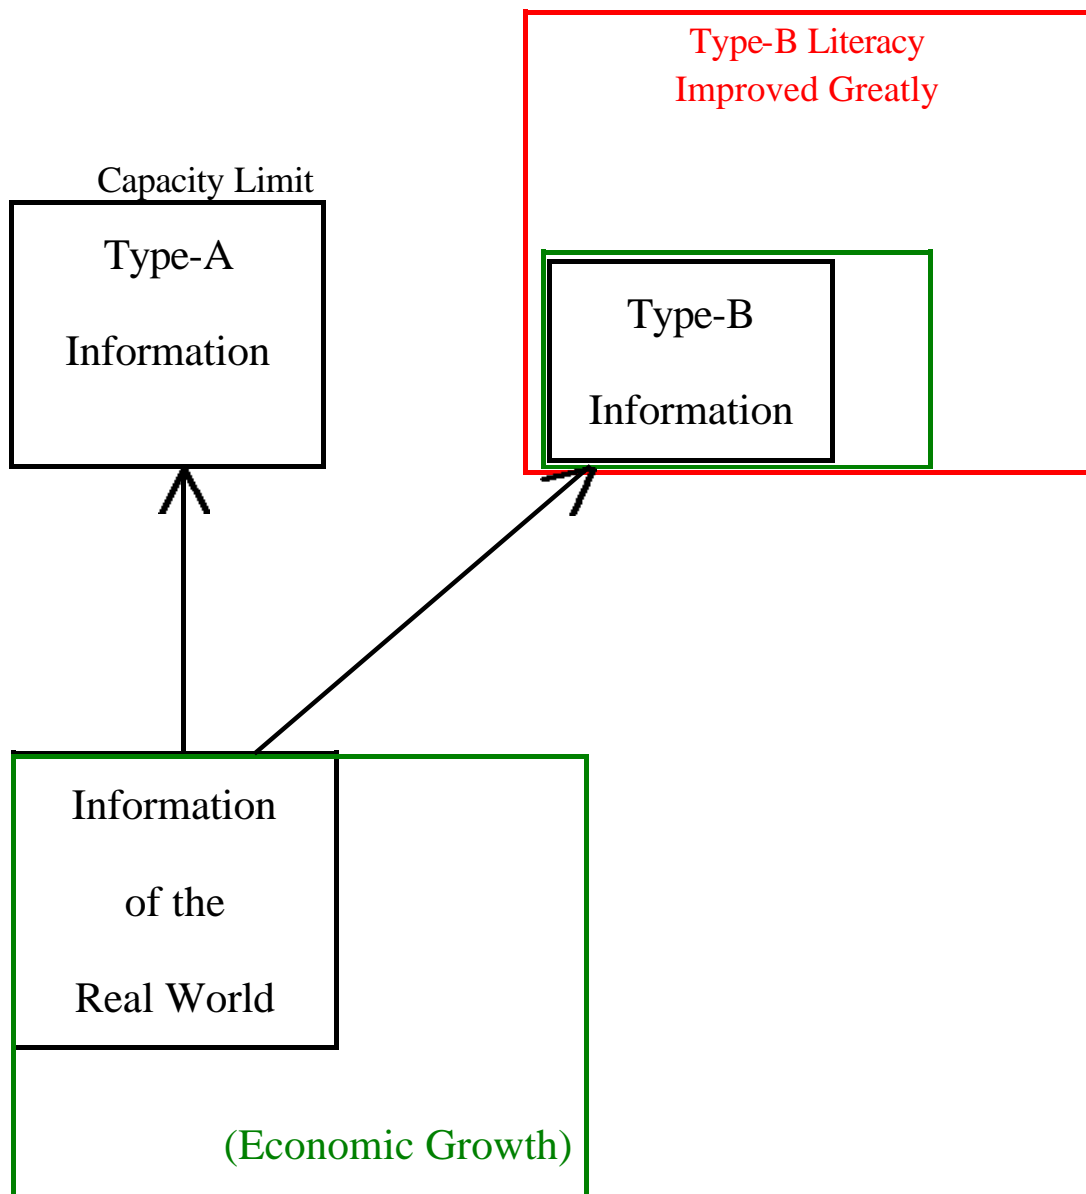 Type-B Literacy
Improved Greatly
Capacity Limit
Type-A
Information
Type-B
Information
Information
of the
Real World
(Economic Growth)